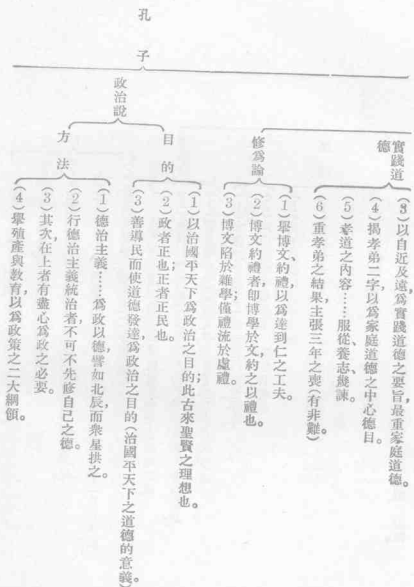 孔子
實踐道德
(3)以自近及遠爲實踐道德之要旨,最重家庭道德。
(4)揭孝弟二字以爲家庭道德之中心德目。
(5)孝道之內容……服從、養志、幾諫。
(6)重孝弟之結果,主張三年之喪(有非難)
修爲論
(1)舉博文、約禮,以爲達到仁之工夫。
(2)博文約禮者,卽博學於文,約之以禮也。
(3)博文陷於雜學,僅禮流於虛禮。
政治說
目的
(1)以治國平天下爲政治之目的;此古來聖賢之理想也。
(2)政者正也;正者正民也。
(3)善導民而使道德發達,爲政治之目的(治國平天下之道德的意義)。
方法
(1)德治主義……爲政以德,譬如北辰,而衆星拱之。
(2)行德治主義統治者,不可不先修自己之德。
(3)其次在上者有盡心爲政之必要。
(4)舉殖產與教育,以爲政策之二大綱領。